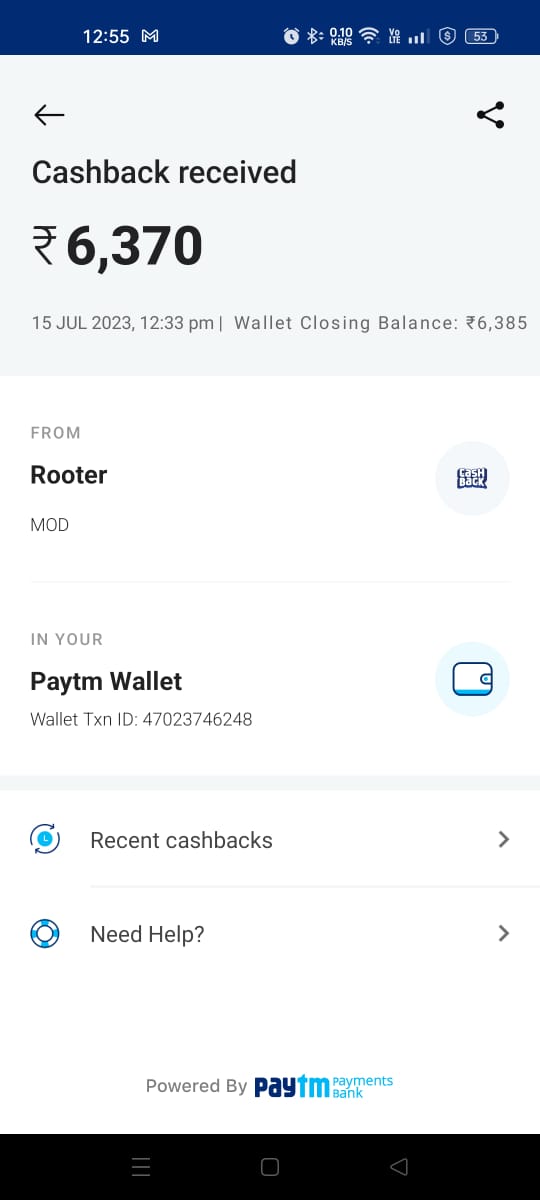 12:55
0.10
KB/S
Vo
LTE
53
Cashback received
₹6,370
15 JUL 2023, 12:33 pm | Wallet Closing Balance: ₹6,385
FROM
Rooter
CASH
BACK
MOD
IN YOUR
Paytm Wallet
Wallet Txn ID: 47023746248
Recent cashbacks
Need Help?
Powered By paytm Payments
Bank